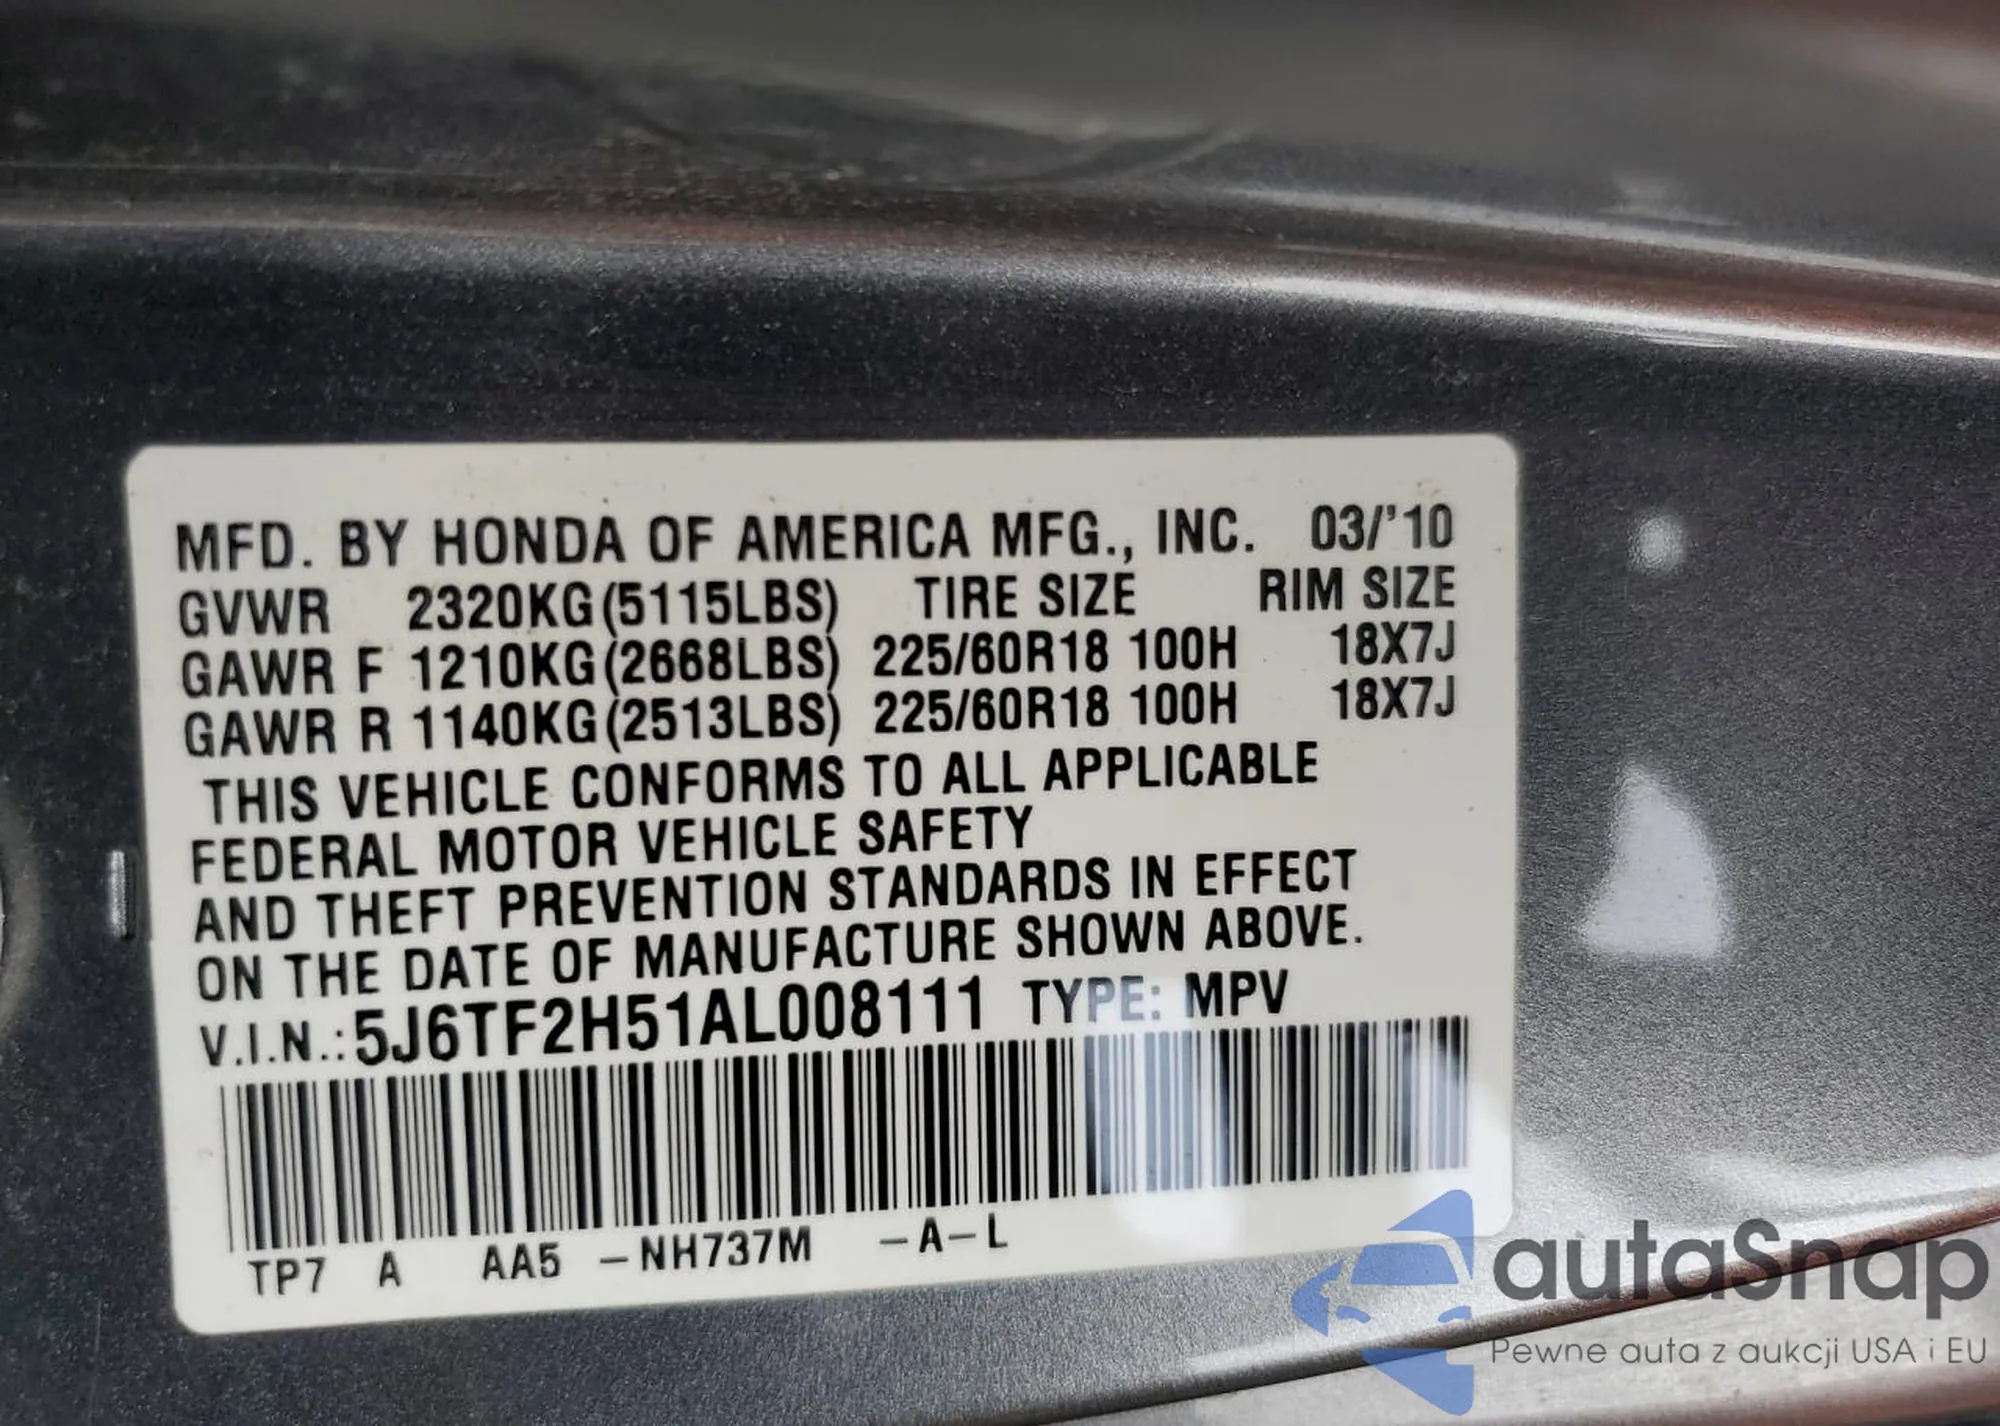 MFD. BY HONDA OF AMERICA MFG., INC. 03/'10
GVWR 2320KG(5115LBS) TIRE SIZE RIM SIZE
GAWR F 1210KG(2668LBS) 225/60R18 100H 18X7J
GAWR R 1140KG(2513LBS) 225/60R18 100H 18X7J
THIS VEHICLE CONFORMS TO ALL APPLICABLE
FEDERAL MOTOR VEHICLE SAFETY
AND THEFT PREVENTION STANDARDS IN EFFECT
ON THE DATE OF MANUFACTURE SHOWN ABOVE.
V.I.N.:5J6TF2H51AL008111 TYPE: MPV
TP7 A AA5 -NH737M -A-L
autaSnap
Pewne auta z aukcji USA i EU